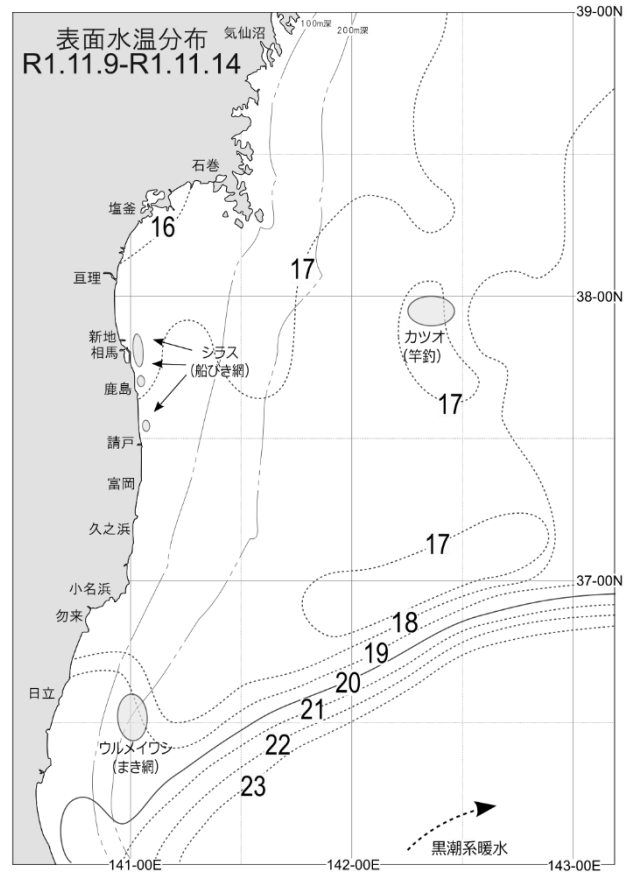 39-00N
気仙沼
100m深
200m深
表面水温分布
R1.11.9-R1.11.14
石巻
塩釜
16
17
亘理
38-00N
新地
相馬
シラス
(船びき網)
カツオ
(竿釣)
鹿島
17
請戸
富岡
久之浜
17
37-00N
小名浜
勿来
18
19
20
日立
21
ウルメイワシ
(まき網)
22
23
黒潮系暖水
141-00E
142-00E
143-00E